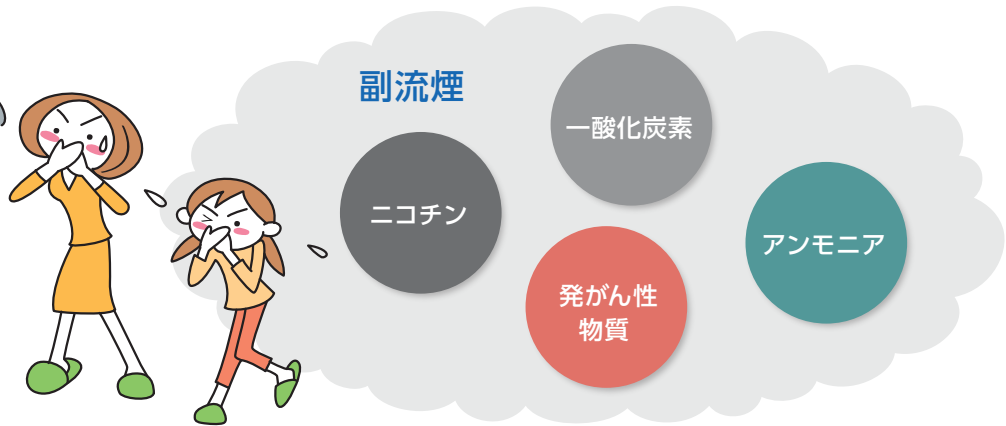 副流煙
一酸化炭素
ニコチン
アンモニア
発がん性
物質